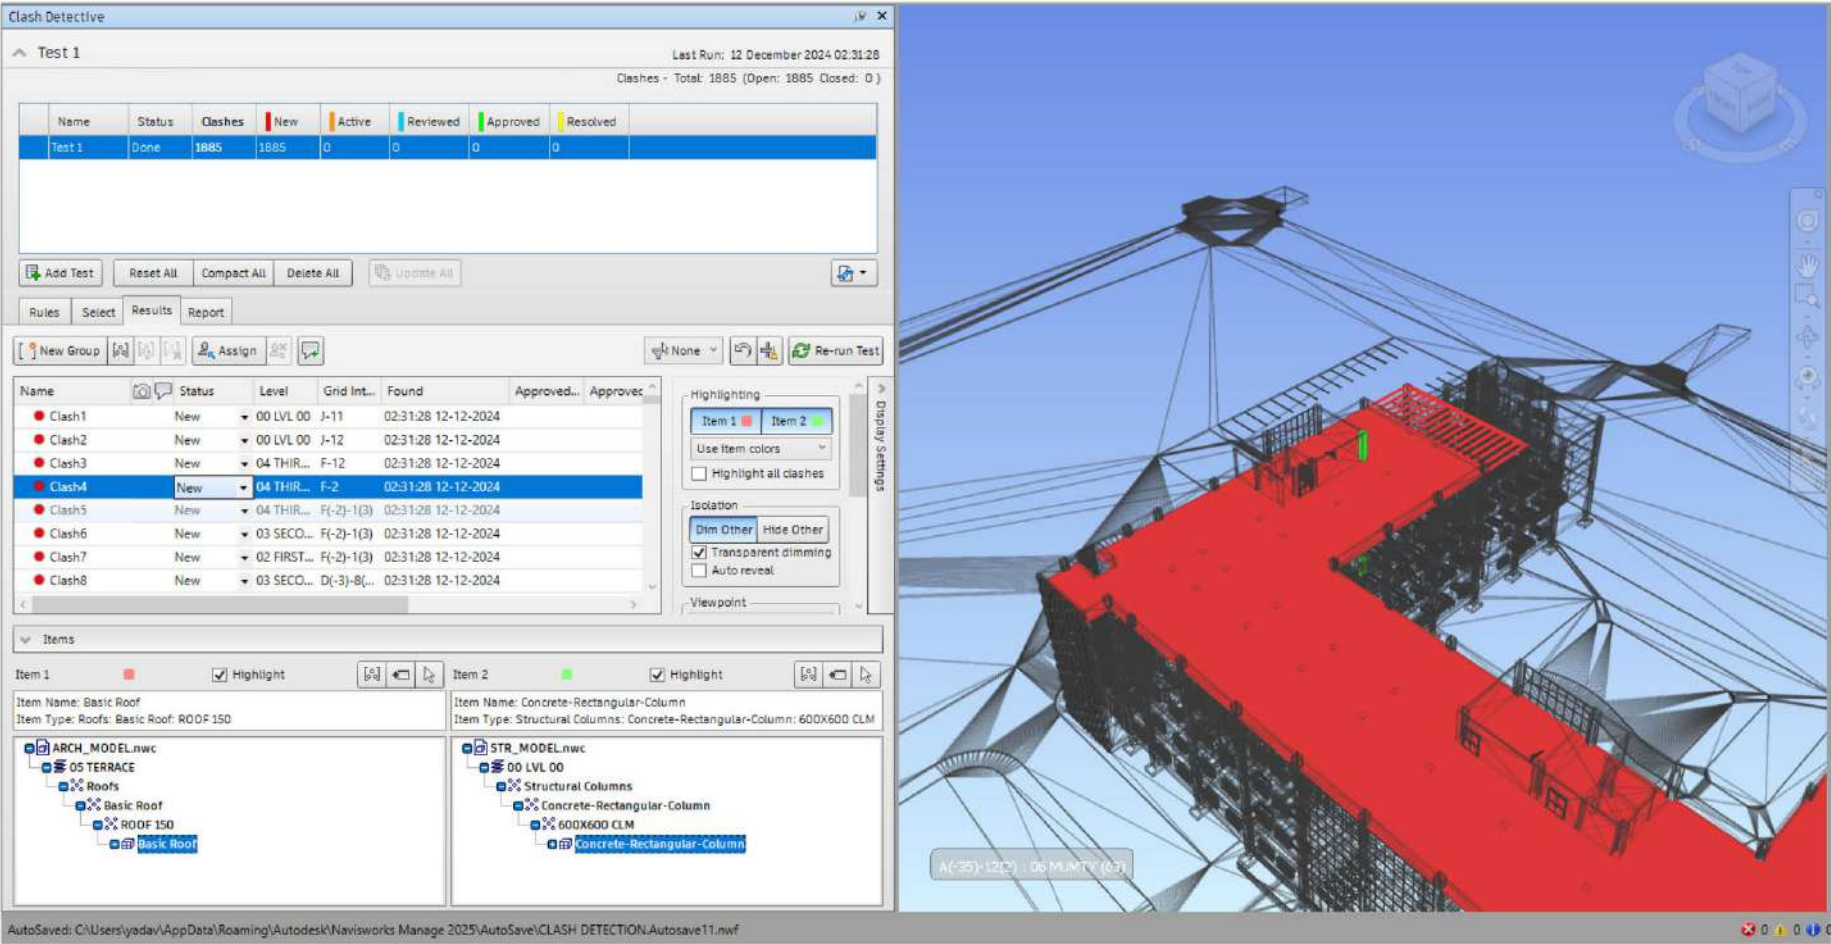 Clash Detective
Test 1
Last Run: 12 December 2024 02:31:28
Clashes - Total: 1885 (Open: 1885 Closed: 0)
Name Status Clashes New Active Reviewed Approved Resolved
Test 1 Done 1885 1885 0 0 0 0
Add Test Reset All Compact All Delete All Update All
Rules Select Results Report
New Group Assign None Re-run Test
Name Status Level Grid Int... Found Approved... Approved
Clash1 New 00 LVL 00 J-11 02:31:28 12-12-2024
Clash2 New 00 LVL 00 J-12 02:31:28 12-12-2024
Clash3 New 04 THIR... F-12 02:31:28 12-12-2024
Clash4 New 04 THIR... F-2 02:31:28 12-12-2024
Clash5 New 04 THIR... F(-2)-1(3) 02:31:28 12-12-2024
Clash6 New 03 SECO... F(-2)-1(3) 02:31:28 12-12-2024
Clash7 New 02 FIRST... F(-2)-1(3) 02:31:28 12-12-2024
Clash8 New 03 SECO... D(-3)-8(... 02:31:28 12-12-2024
Highlighting
Item 1 Item 2
Use item colors
Highlight all clashes
Isolation
Dim Other Hide Other
Transparent dimming
Auto reveal
Viewpoint
Display Settings
Items
Item 1 Highlight Item 2 Highlight
Item Name: Basic Roof
Item Type: Roofs: Basic Roof: ROOF 150
Item Name: Concrete-Rectangular-Column
Item Type: Structural Columns: Concrete-Rectangular-Column: 600X600 CLM
ARCH_MODEL.nwc
05 TERRACE
Roofs
Basic Roof
ROOF 150
Basic Roof
STR_MODEL.nwc
00 LVL 00
Structural Columns
Concrete-Rectangular-Column
600X600 CLM
Concrete-Rectangular-Column
A(-35)-12(2) : 06 MUMTY (63)
AutoSaved: C:\Users\yadav\AppData\Roaming\Autodesk\Navisworks Manage 2025\AutoSave\CLASH DETECTION.Autosave11.nwf
0 0 0